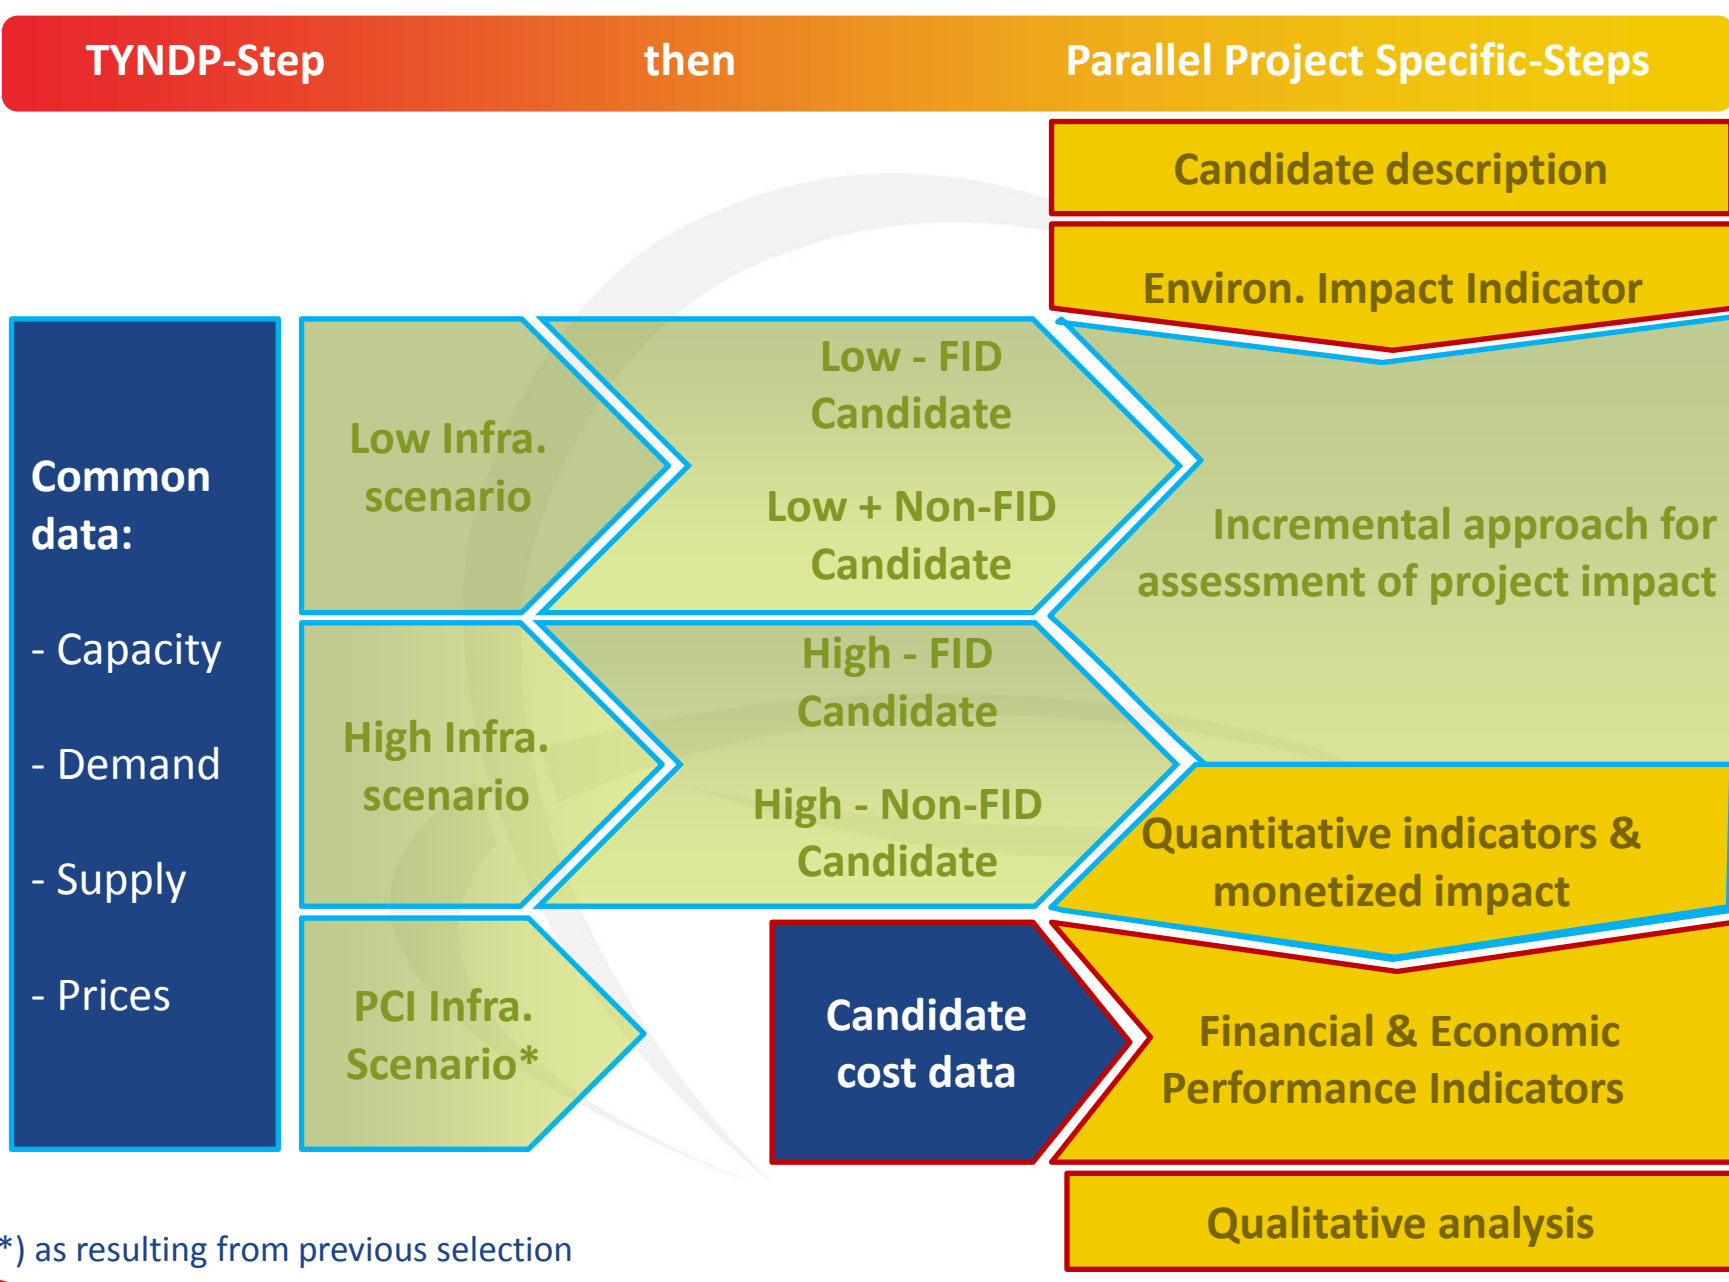 TYNDP-Step then Parallel Project Specific-Steps
Candidate description
Environ. Impact Indicator
Common
data:
- Capacity
- Demand
- Supply
- Prices
Low Infra.
scenario
High Infra.
scenario
PCI Infra.
Scenario*
Low - FID
Candidate
Low + Non-FID
Candidate
High - FID
Candidate
High - Non-FID
Candidate
Candidate
cost data
Incremental approach for
assessment of project impact
Quantitative indicators &
monetized impact
Financial & Economic
Performance Indicators
Qualitative analysis
*) as resulting from previous selection